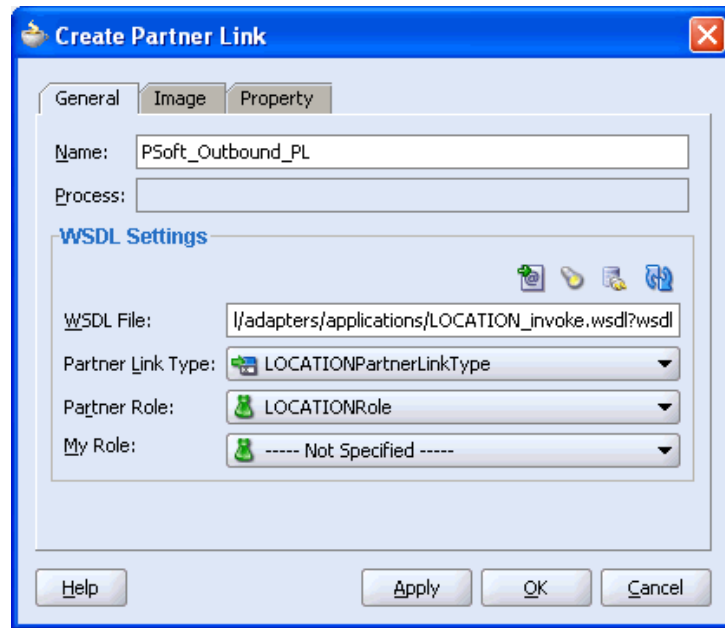 Create Partner Link
General Image Property
Name: PSoft_Outbound_PL
Process:
WSDL Settings
WSDL File: l/adapters/applications/LOCATION_invoke.wsdl?wsdl
Partner Link Type: LOCATIONPartnerLinkType
Partner Role: LOCATIONRole
My Role: ----- Not Specified -----
Help Apply OK Cancel